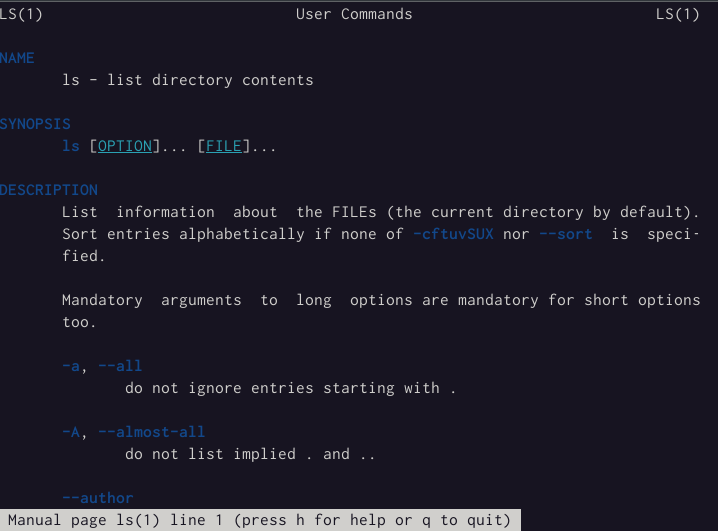 LS(1) User Commands LS(1)
NAME
ls - list directory contents
SYNOPSIS
ls [OPTION]... [FILE]...
DESCRIPTION
List information about the FILEs (the current directory by default).
Sort entries alphabetically if none of -cftuvSUX nor --sort is speci-
fied.
Mandatory arguments to long options are mandatory for short options
too.
-a, --all
do not ignore entries starting with .
-A, --almost-all
do not list implied . and ..
--author
Manual page ls(1) line 1 (press h for help or q to quit)